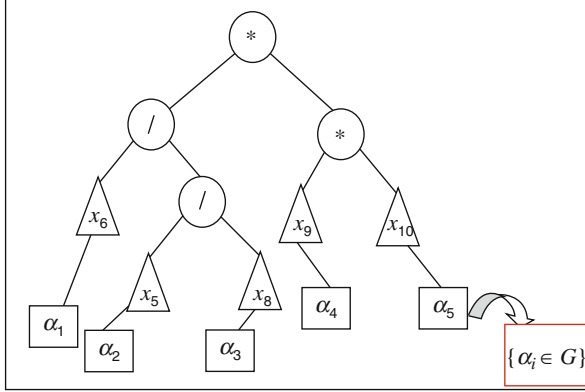 *
/ *
/
x₆ x₉ x₁₀
x₅ x₈
α₁ α₂ α₃ α₄ α₅
{αᵢ ∈ G}